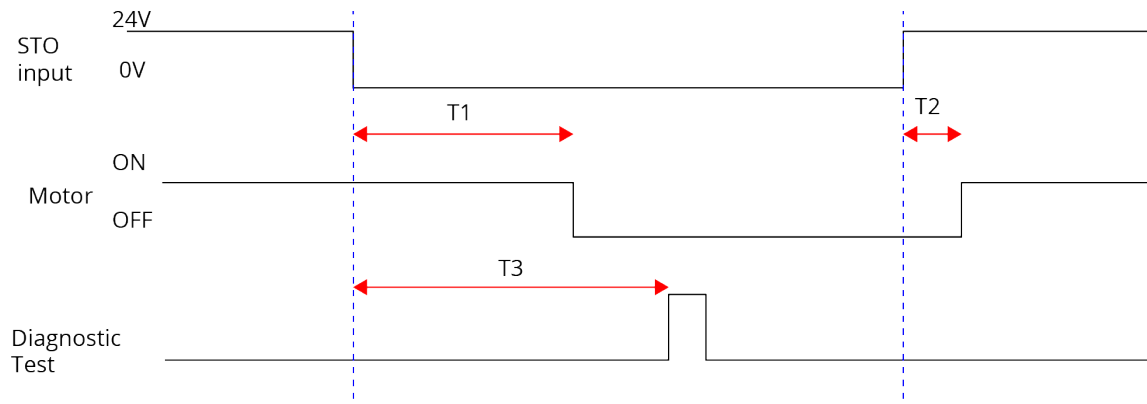 24V
STO
input
0V
T1
T2
ON
Motor
OFF
T3
Diagnostic
Test